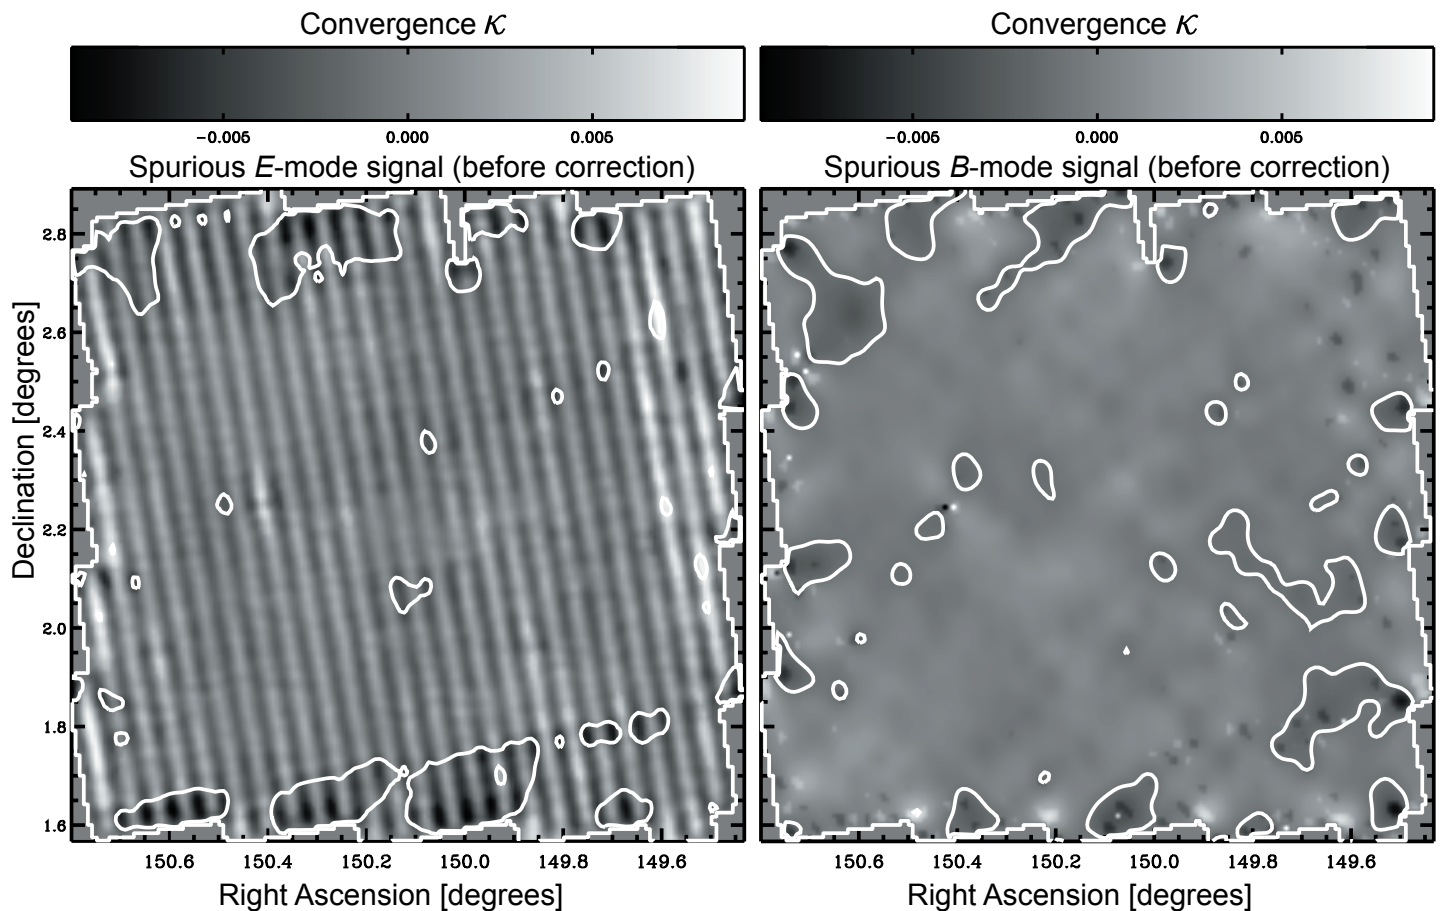 Convergence κ
Convergence κ
−0.005 0.000 0.005
−0.005 0.000 0.005
Spurious E-mode signal (before correction)
Spurious B-mode signal (before correction)
Declination [degrees]
2.8
2.6
2.4
2.2
2.0
1.8
1.6
150.6 150.4 150.2 150.0 149.8 149.6
150.6 150.4 150.2 150.0 149.8 149.6
Right Ascension [degrees]
Right Ascension [degrees]